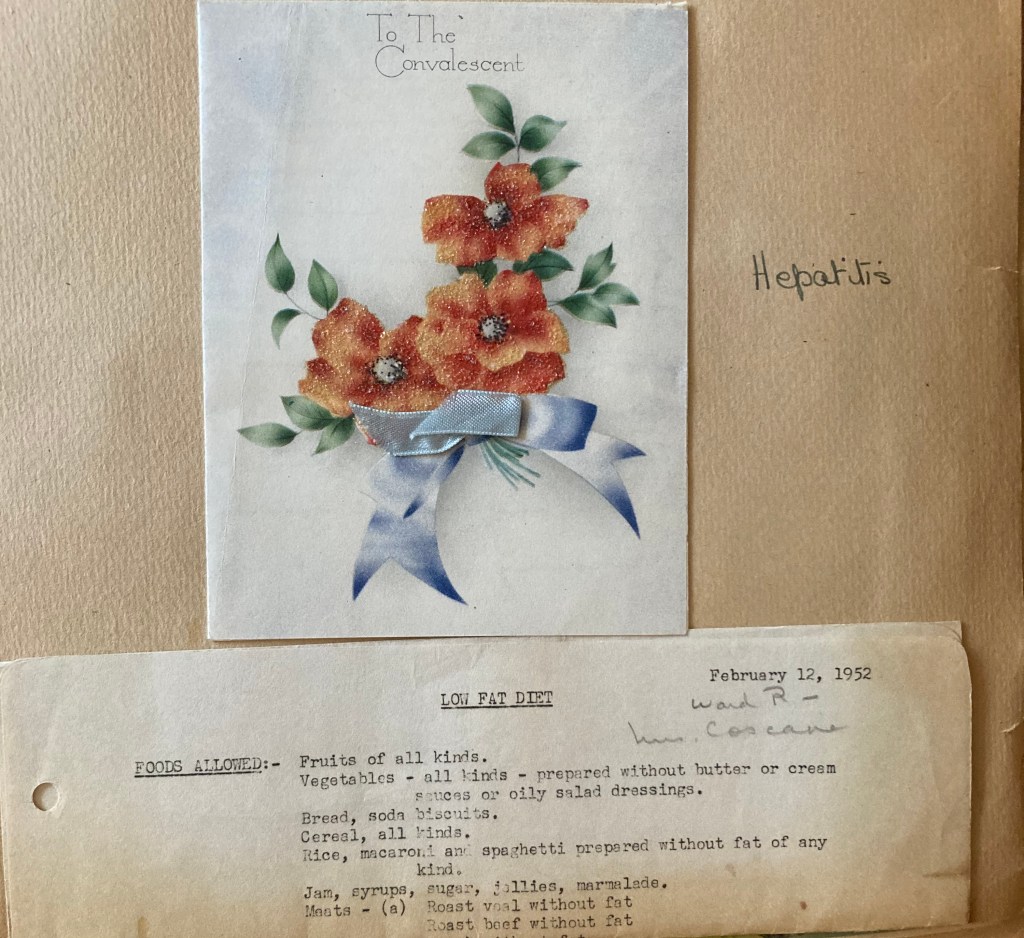 To The
Convalescent
Hepatitis
February 12, 1952
LOW FAT DIET
Ward R -
Mrs. Coscane
FOODS ALLOWED:- Fruits of all kinds.
Vegetables - all kinds - prepared without butter or cream
sauces or oily salad dressings.
Bread, soda biscuits.
Cereal, all kinds.
Rice, macaroni and spaghetti prepared without fat of any
kind.
Jam, syrups, sugar, jellies, marmalade.
Meats - (a) Roast veal without fat
Roast beef without fat